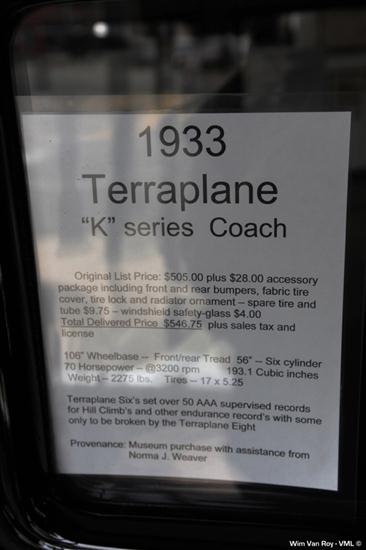 1933
Terraplane
“K” series Coach
Original List Price: $505.00 plus $28.00 accessory
package including front and rear bumpers, fabric tire
cover, tire lock and radiator ornament – spare tire and
tube $9.75 – windshield safety-glass $4.00
Total Delivered Price $546.75 plus sales tax and
license
106” Wheelbase -- Front/rear Tread 56” -- Six cylinder
70 Horsepower -- @3200 rpm 193.1 Cubic inches
Weight – 2275 lbs. Tires – 17 x 5.25
Terraplane Six's set over 50 AAA supervised records
for Hill Climb's and other endurance record's with some
only to be broken by the Terraplane Eight
Provenance: Museum purchase with assistance from
Norma J. Weaver
Wim Van Roy - VML ©